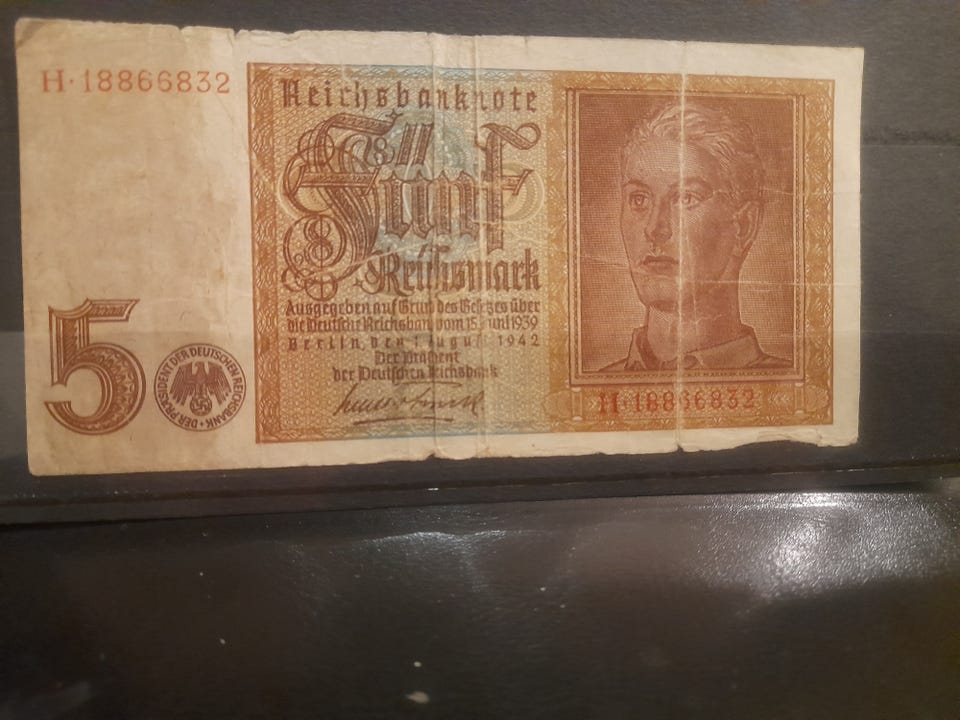 H·18866832
Reichsbanknote
Fünf
Reichsmark
Ausgegeben auf Grund des Gesetzes über
die Deutsche Reichsbank vom 15. Juni 1939
Berlin, den 1. August 1942
Der Präsident
der Deutschen Reichsbank
5
DER PRÄSIDENT DER DEUTSCHEN REICHSBANK
H·18866832